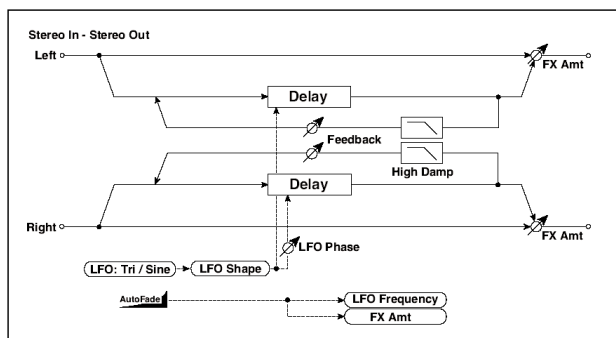 Stereo In - Stereo Out
Left
FX Amt
Delay
Feedback
High Damp
Delay
Right
FX Amt
LFO Phase
LFO: Tri / Sine
LFO Shape
AutoFade
LFO Frequency
FX Amt